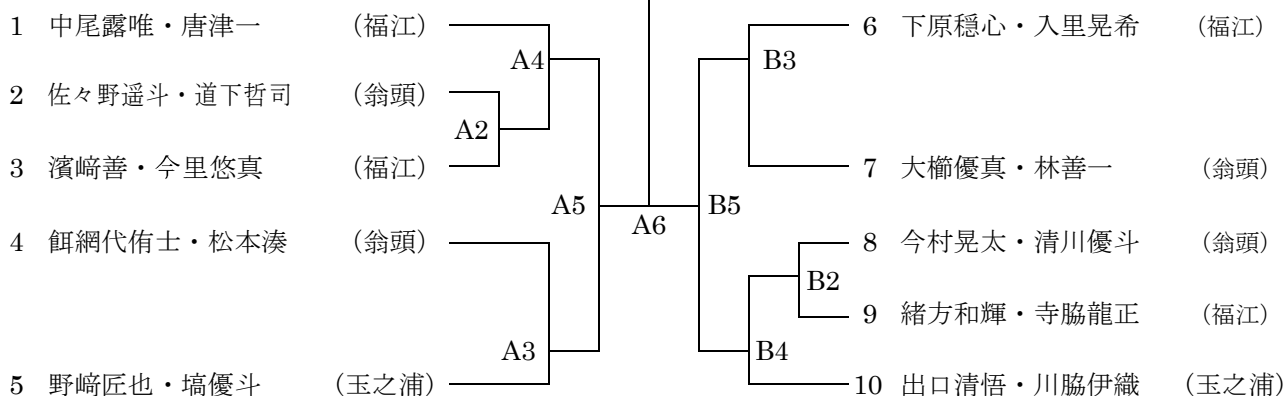 1 中尾露唯・唐津一 (福江)
A4
2 佐々野遥斗・道下哲司 (翁頭)
A2
3 濱﨑善・今里悠真 (福江)
A5
4 餌網代侑士・松本湊 (翁頭)
A3
5 野﨑匠也・塙優斗 (玉之浦)
A6
6 下原穏心・入里晃希 (福江)
B3
7 大櫛優真・林善一 (翁頭)
B5
8 今村晃太・清川優斗 (翁頭)
B2
9 緒方和輝・寺脇龍正 (福江)
B4
10 出口清悟・川脇伊織 (玉之浦)